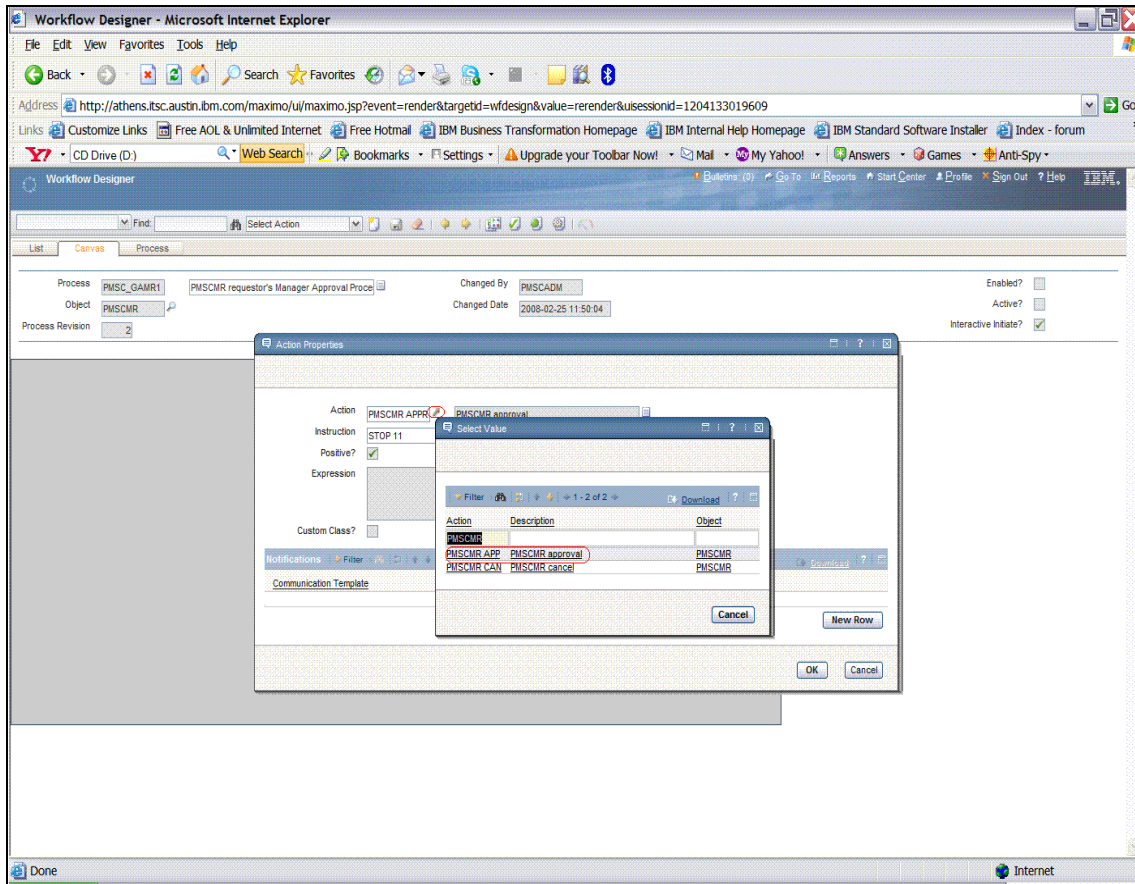 Workflow Designer - Microsoft Internet Explorer
File Edit View Favorites Tools Help
Back Search Favorites
Address http://athens.itsc.austin.ibm.com/maximo/ui/maximo.jsp?event=render&targetid=wfdesign&value=rerender&uisessionid=1204133019609 Go
Links Customize Links Free AOL & Unlimited Internet Free Hotmail IBM Business Transformation Homepage IBM Internal Help Homepage IBM Standard Software Installer Index - forum
Y! CD Drive (D:) Web Search Bookmarks Settings Upgrade your Toolbar Now! Mail My Yahoo! Answers Games Anti-Spy
Workflow Designer Bulletins: (0) Go To Reports Start Center Profile Sign Out ? Help IBM.
Find: Select Action
List Canvas Process
Process PMSC_GAMR1 PMSCMR requestor's Manager Approval Proce Changed By PMSCADM Enabled?
Object PMSCMR Changed Date 2008-02-25 11:50:04 Active?
Process Revision 2 Interactive Initiate?
Action Properties ?
Action PMSCMR APPR PMSCMR approval
Instruction STOP 11
Positive?
Expression
Custom Class?
Notifications Filter Download ?
Communication Template
New Row
OK Cancel
Select Value ?
Filter 1 - 2 of 2 Download ?
Action Description Object
PMSCMR
PMSCMR APP PMSCMR approval PMSCMR
PMSCMR CAN PMSCMR cancel PMSCMR
Cancel
Done Internet